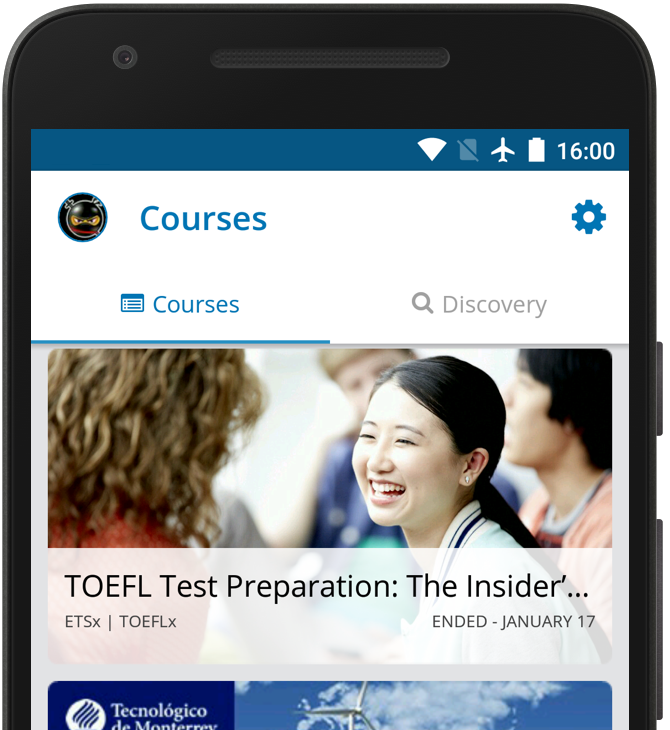 16:00
Courses
Courses
Discovery
TOEFL Test Preparation: The Insider’...
ETSx | TOEFLx
ENDED - JANUARY 17
Tecnológico
de Monterrey